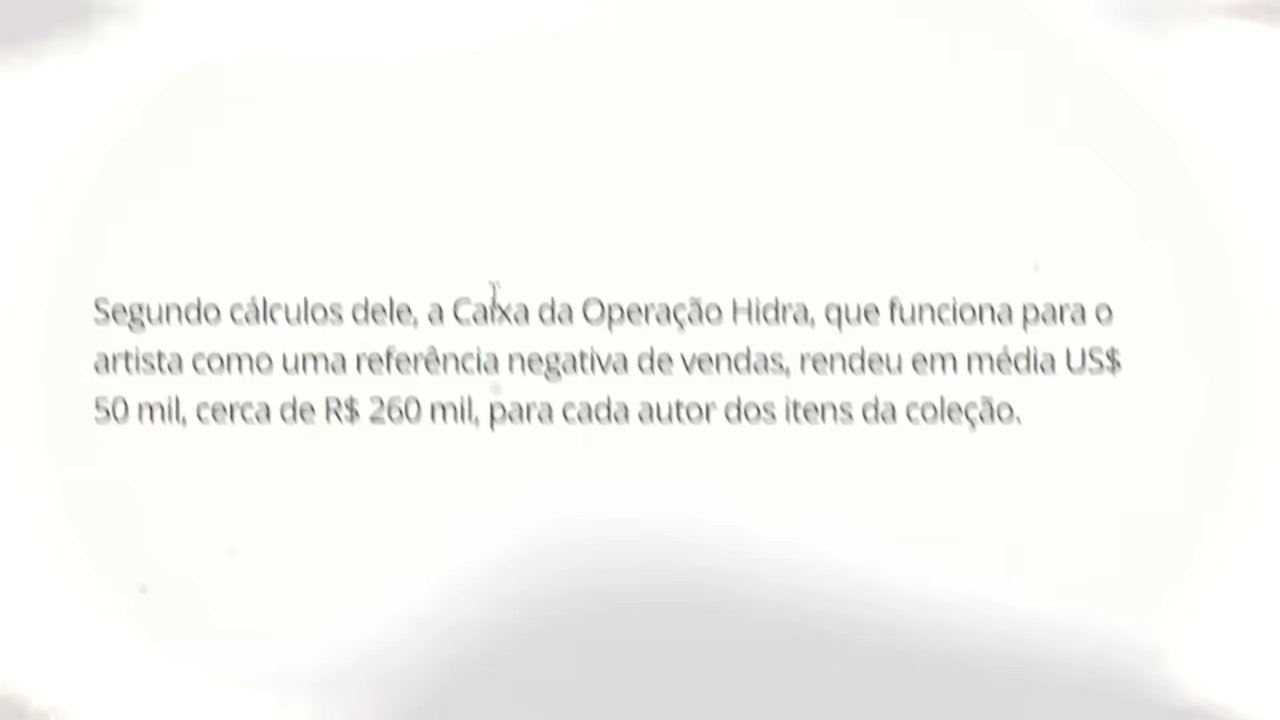 Segundo cálculos dele, a Caixa da Operação Hidra, que funciona para o
artista como uma referência negativa de vendas, rendeu em média US$
50 mil, cerca de R$ 260 mil, para cada autor dos itens da coleção.